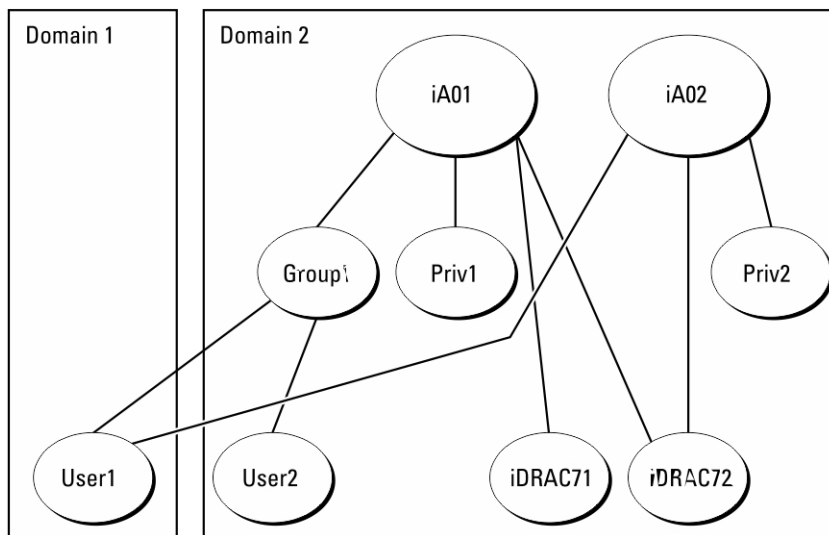 Domain 1
Domain 2
iA01
iA02
Group1
Priv1
Priv2
User1
User2
iDRAC71
iDRAC72